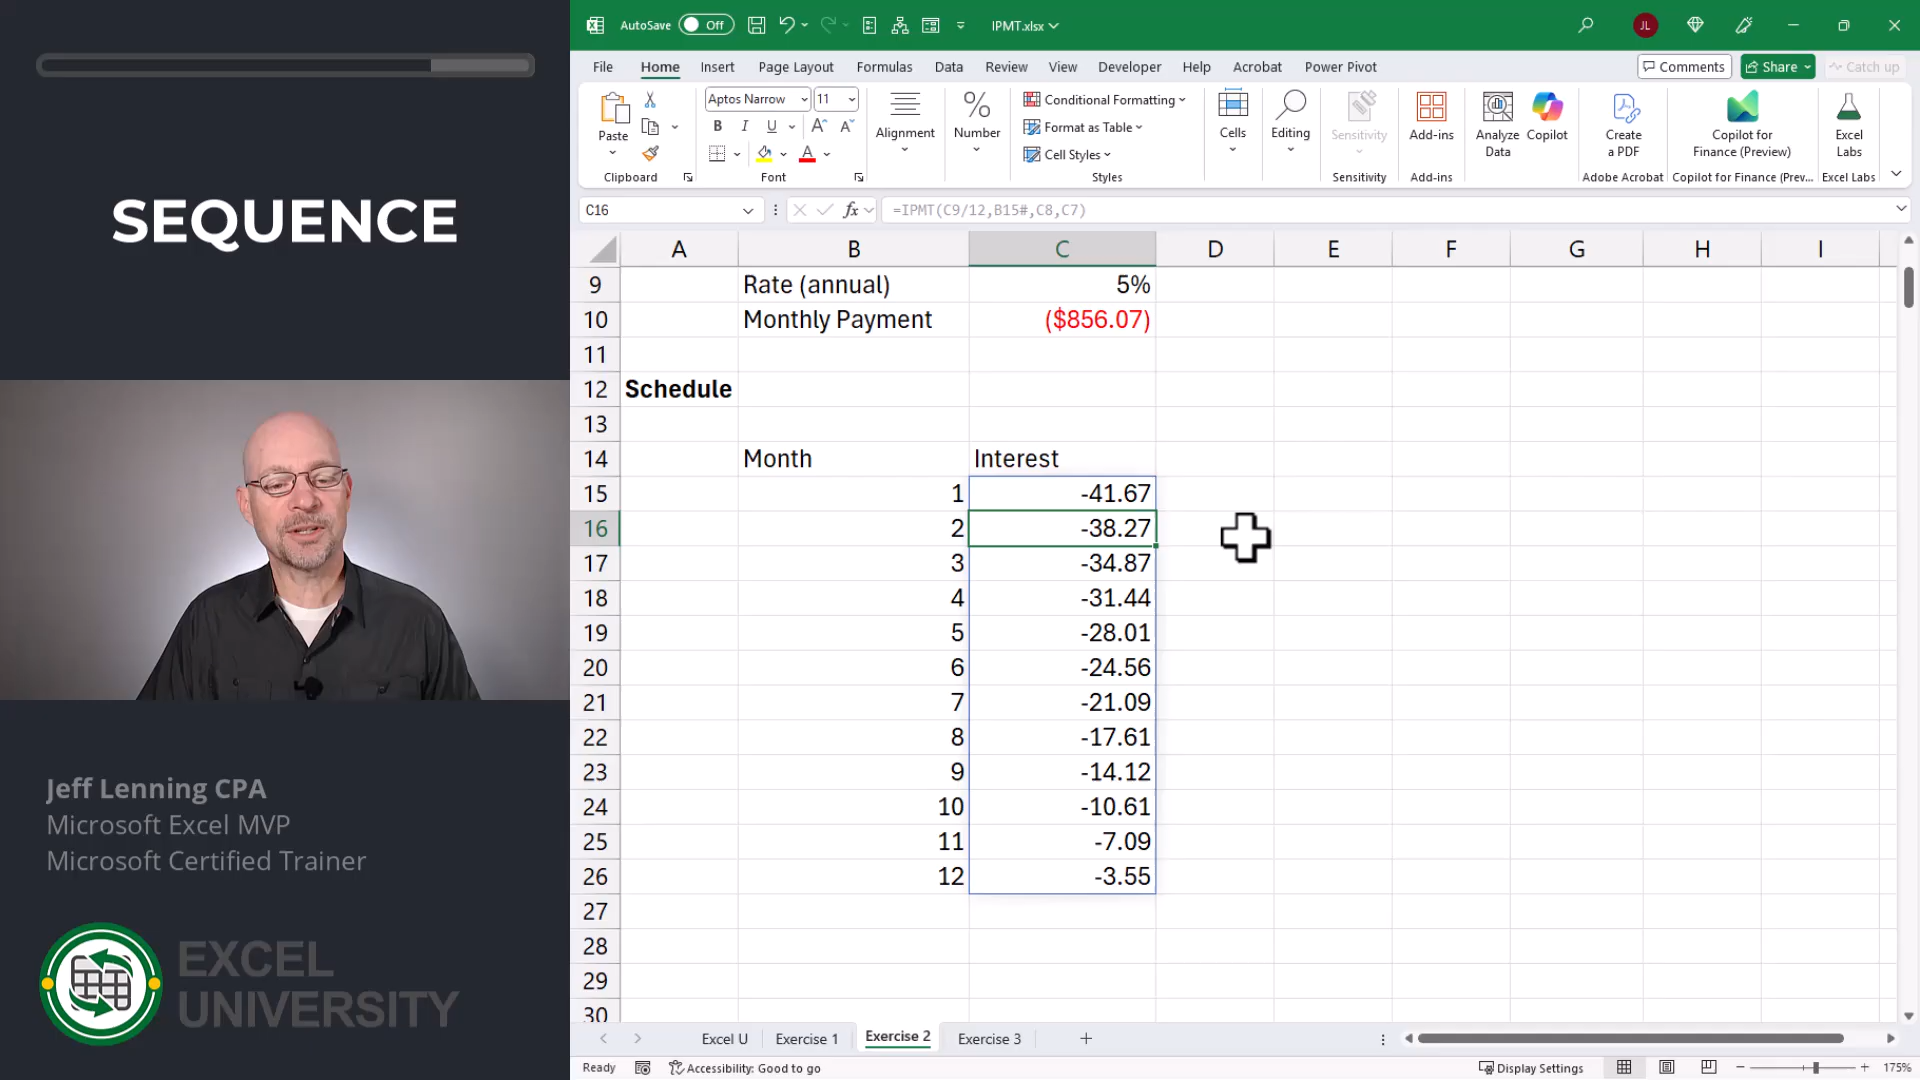 SEQUENCE
Jeff Lenning CPA
Microsoft Excel MVP
Microsoft Certified Trainer
EXCEL
UNIVERSITY
AutoSave Off IPMT.xlsx JL
File Home Insert Page Layout Formulas Data Review View Developer Help Acrobat Power Pivot Comments Share Catch up
Paste Aptos Narrow 11 B I U A A A Alignment Number % Conditional Formatting Format as Table Cell Styles Cells Editing Sensitivity Add-ins Analyze Data Copilot Create a PDF Copilot for Finance (Preview) Excel Labs
Clipboard Font Styles Sensitivity Add-ins Adobe Acrobat Copilot for Finance (Prev... Excel Labs
C16 fx =IPMT(C9/12,B15#,C8,C7)
A B C D E F G H I
9 Rate (annual) 5%
10 Monthly Payment ($856.07)
11
12 Schedule
13
14 Month Interest
15 1 -41.67
16 2 -38.27
17 3 -34.87
18 4 -31.44
19 5 -28.01
20 6 -24.56
21 7 -21.09
22 8 -17.61
23 9 -14.12
24 10 -10.61
25 11 -7.09
26 12 -3.55
27
28
29
30
Excel U Exercise 1 Exercise 2 Exercise 3
Ready Accessibility: Good to go Display Settings 175%